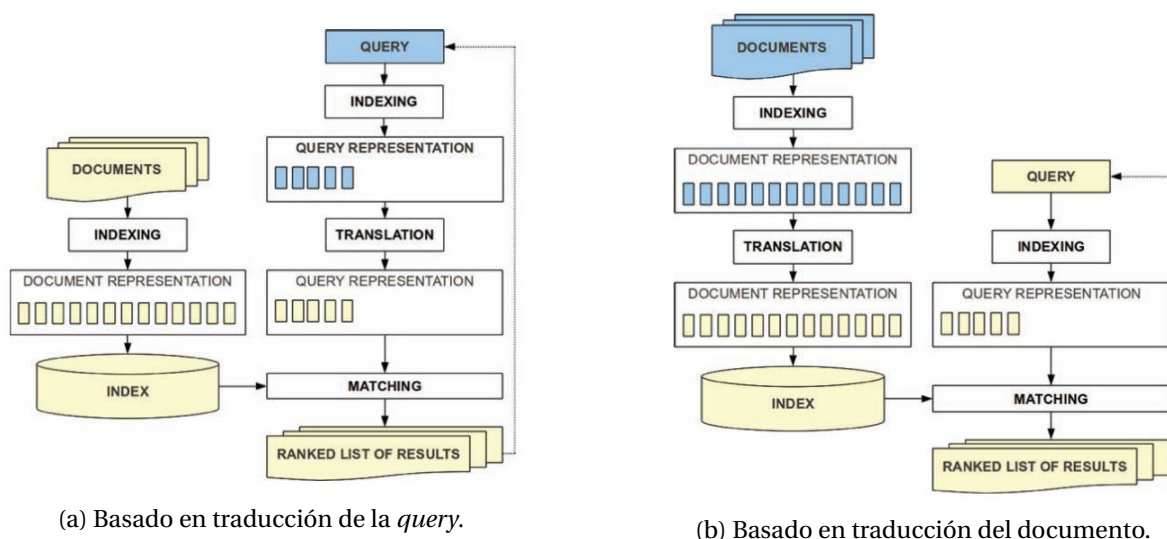 QUERY
INDEXING
QUERY REPRESENTATION
DOCUMENTS
INDEXING
TRANSLATION
DOCUMENT REPRESENTATION
QUERY REPRESENTATION
INDEX
MATCHING
RANKED LIST OF RESULTS
(a) Basado en traducción de la query.
DOCUMENTS
INDEXING
DOCUMENT REPRESENTATION
QUERY
TRANSLATION
INDEXING
DOCUMENT REPRESENTATION
QUERY REPRESENTATION
INDEX
MATCHING
RANKED LIST OF RESULTS
(b) Basado en traducción del documento.